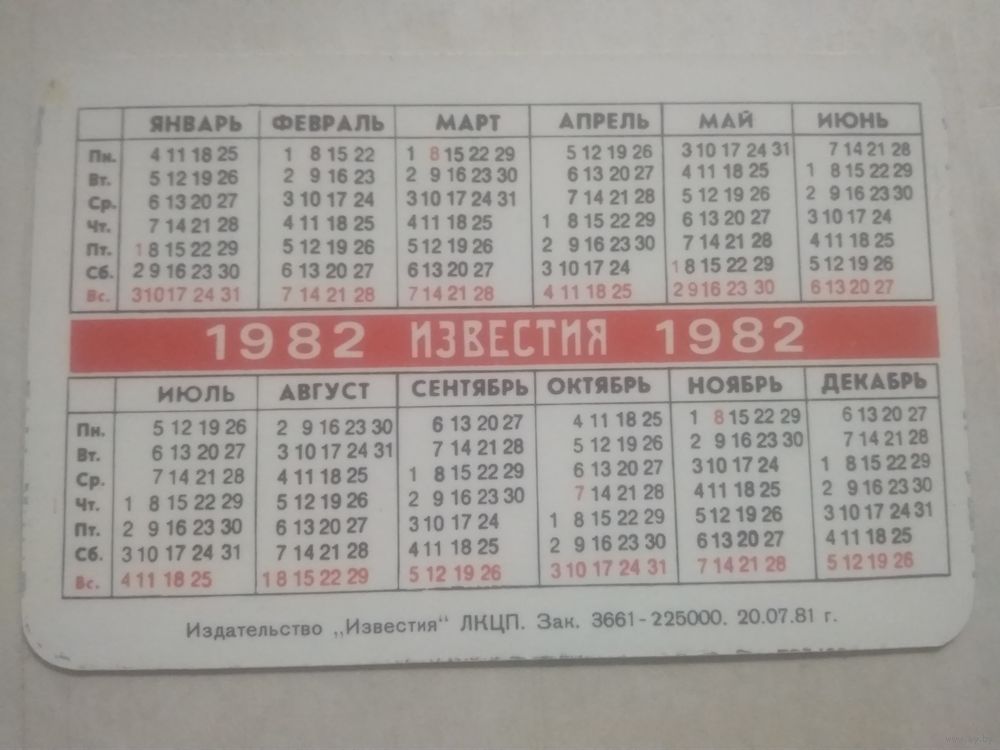 ЯНВАРЬ ФЕВРАЛЬ МАРТ АПРЕЛЬ МАЙ ИЮНЬ
Пн. 4 11 18 25 1 8 15 22 1 8 15 22 29 5 12 19 26 3 10 17 24 31 7 14 21 28
Вт. 5 12 19 26 2 9 16 23 2 9 16 23 30 6 13 20 27 4 11 18 25 1 8 15 22 29
Ср. 6 13 20 27 3 10 17 24 3 10 17 24 31 7 14 21 28 5 12 19 26 2 9 16 23 30
Чт. 7 14 21 28 4 11 18 25 4 11 18 25 1 8 15 22 29 6 13 20 27 3 10 17 24
Пт. 1 8 15 22 29 5 12 19 26 5 12 19 26 2 9 16 23 30 7 14 21 28 4 11 18 25
Сб. 2 9 16 23 30 6 13 20 27 6 13 20 27 3 10 17 24 1 8 15 22 29 5 12 19 26
Вс. 3 10 17 24 31 7 14 21 28 7 14 21 28 4 11 18 25 2 9 16 23 30 6 13 20 27
1982 ИЗВЕСТИЯ 1982
ИЮЛЬ АВГУСТ СЕНТЯБРЬ ОКТЯБРЬ НОЯБРЬ ДЕКАБРЬ
Пн. 5 12 19 26 2 9 16 23 30 6 13 20 27 4 11 18 25 1 8 15 22 29 6 13 20 27
Вт. 6 13 20 27 3 10 17 24 31 7 14 21 28 5 12 19 26 2 9 16 23 30 7 14 21 28
Ср. 7 14 21 28 4 11 18 25 1 8 15 22 29 6 13 20 27 3 10 17 24 1 8 15 22 29
Чт. 1 8 15 22 29 5 12 19 26 2 9 16 23 30 7 14 21 28 4 11 18 25 2 9 16 23 30
Пт. 2 9 16 23 30 6 13 20 27 3 10 17 24 1 8 15 22 29 5 12 19 26 3 10 17 24 31
Сб. 3 10 17 24 31 7 14 21 28 4 11 18 25 2 9 16 23 30 6 13 20 27 4 11 18 25
Вс. 4 11 18 25 1 8 15 22 29 5 12 19 26 3 10 17 24 31 7 14 21 28 5 12 19 26
Издательство „Известия“ ЛКЦП. Зак. 3661-225000. 20.07.81 г.